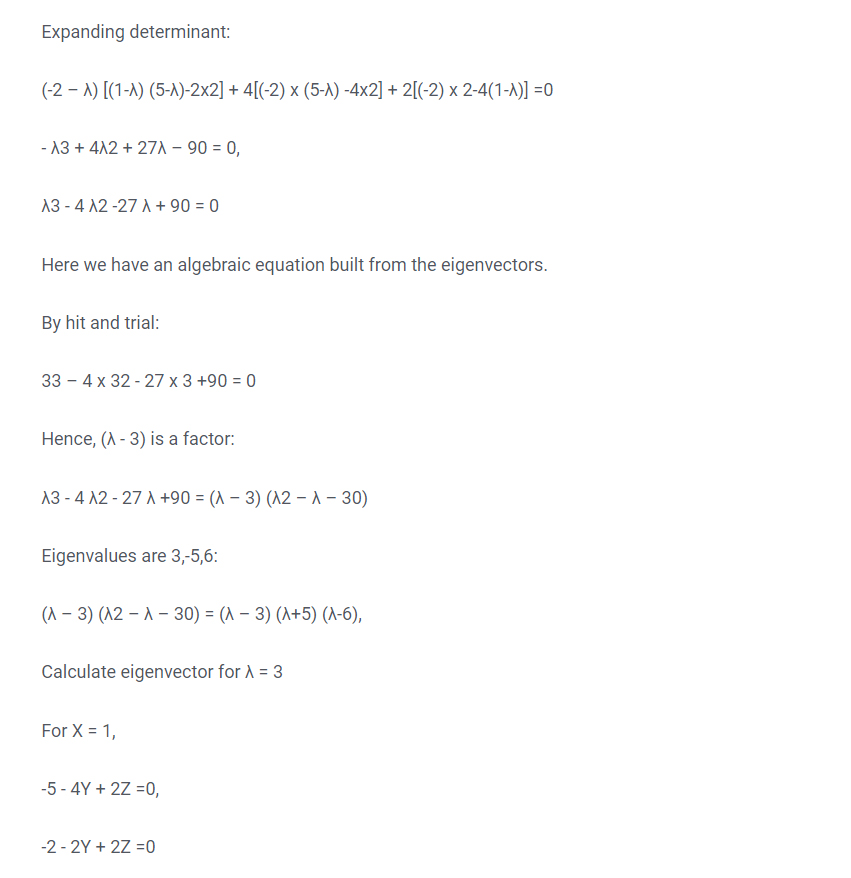 Expanding determinant:
(-2 – λ) [(1-λ) (5-λ)-2x2] + 4[(-2) x (5-λ) -4x2] + 2[(-2) x 2-4(1-λ)] =0
- λ3 + 4λ2 + 27λ – 90 = 0,
λ3 - 4 λ2 -27 λ + 90 = 0
Here we have an algebraic equation built from the eigenvectors.
By hit and trial:
33 – 4 x 32 - 27 x 3 +90 = 0
Hence, (λ - 3) is a factor:
λ3 - 4 λ2 - 27 λ +90 = (λ – 3) (λ2 – λ – 30)
Eigenvalues are 3,-5,6:
(λ – 3) (λ2 – λ – 30) = (λ – 3) (λ+5) (λ-6),
Calculate eigenvector for λ = 3
For X = 1,
-5 - 4Y + 2Z =0,
-2 - 2Y + 2Z =0